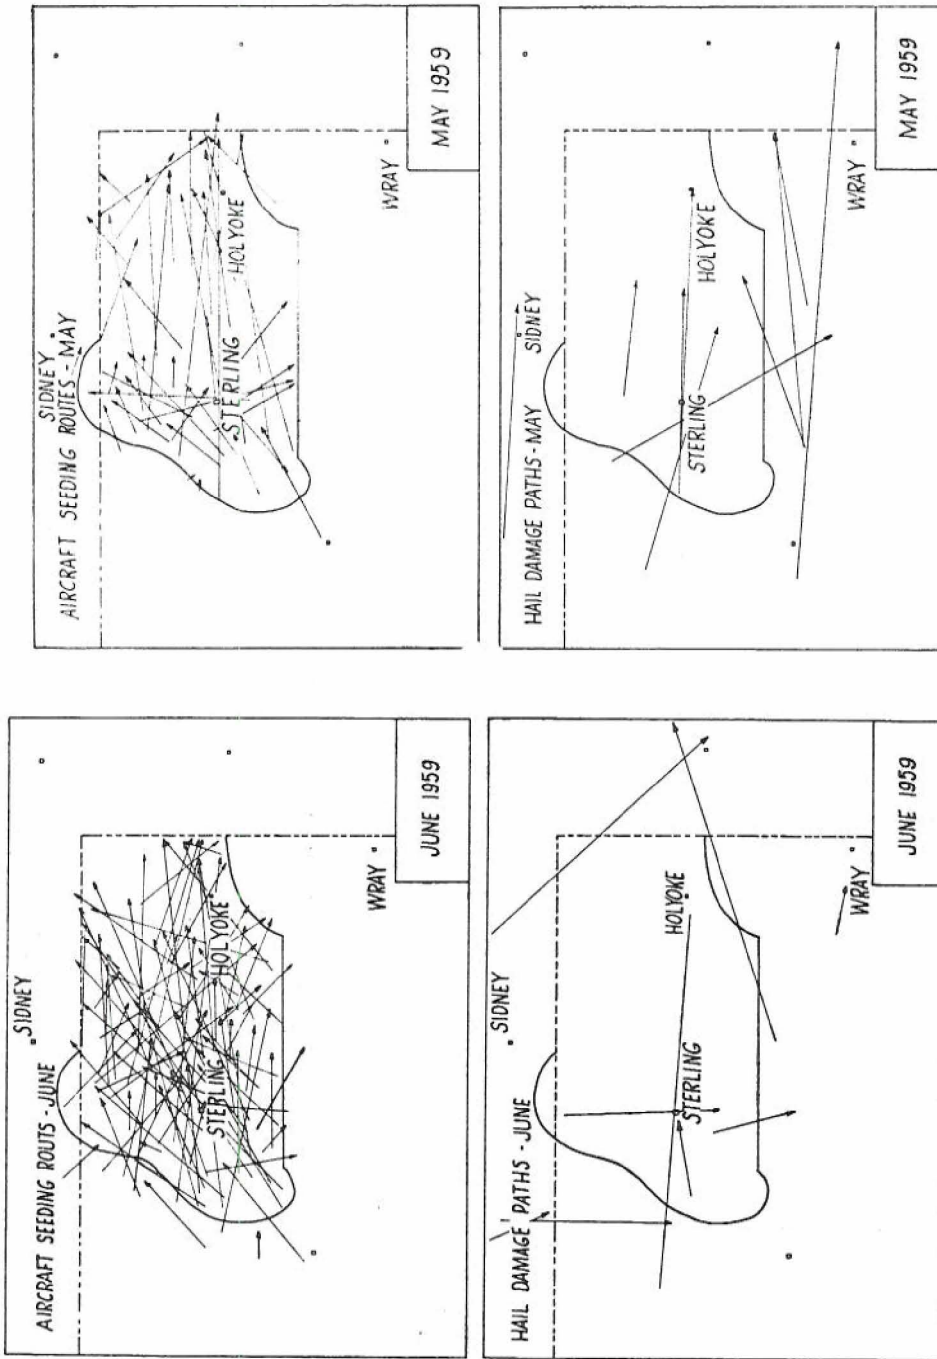 AIRCRAFT SEEDING ROUTES - MAY
SIDNEY
STERLING
HOLYOKE
WRAY
MAY 1959
HAIL DAMAGE PATHS - MAY
SIDNEY
STERLING
HOLYOKE
WRAY
MAY 1959
AIRCRAFT SEEDING ROUTS - JUNE
SIDNEY
STERLING
HOLYOKE
WRAY
JUNE 1959
HAIL DAMAGE PATHS - JUNE
SIDNEY
STERLING
HOLYOKE
WRAY
JUNE 1959